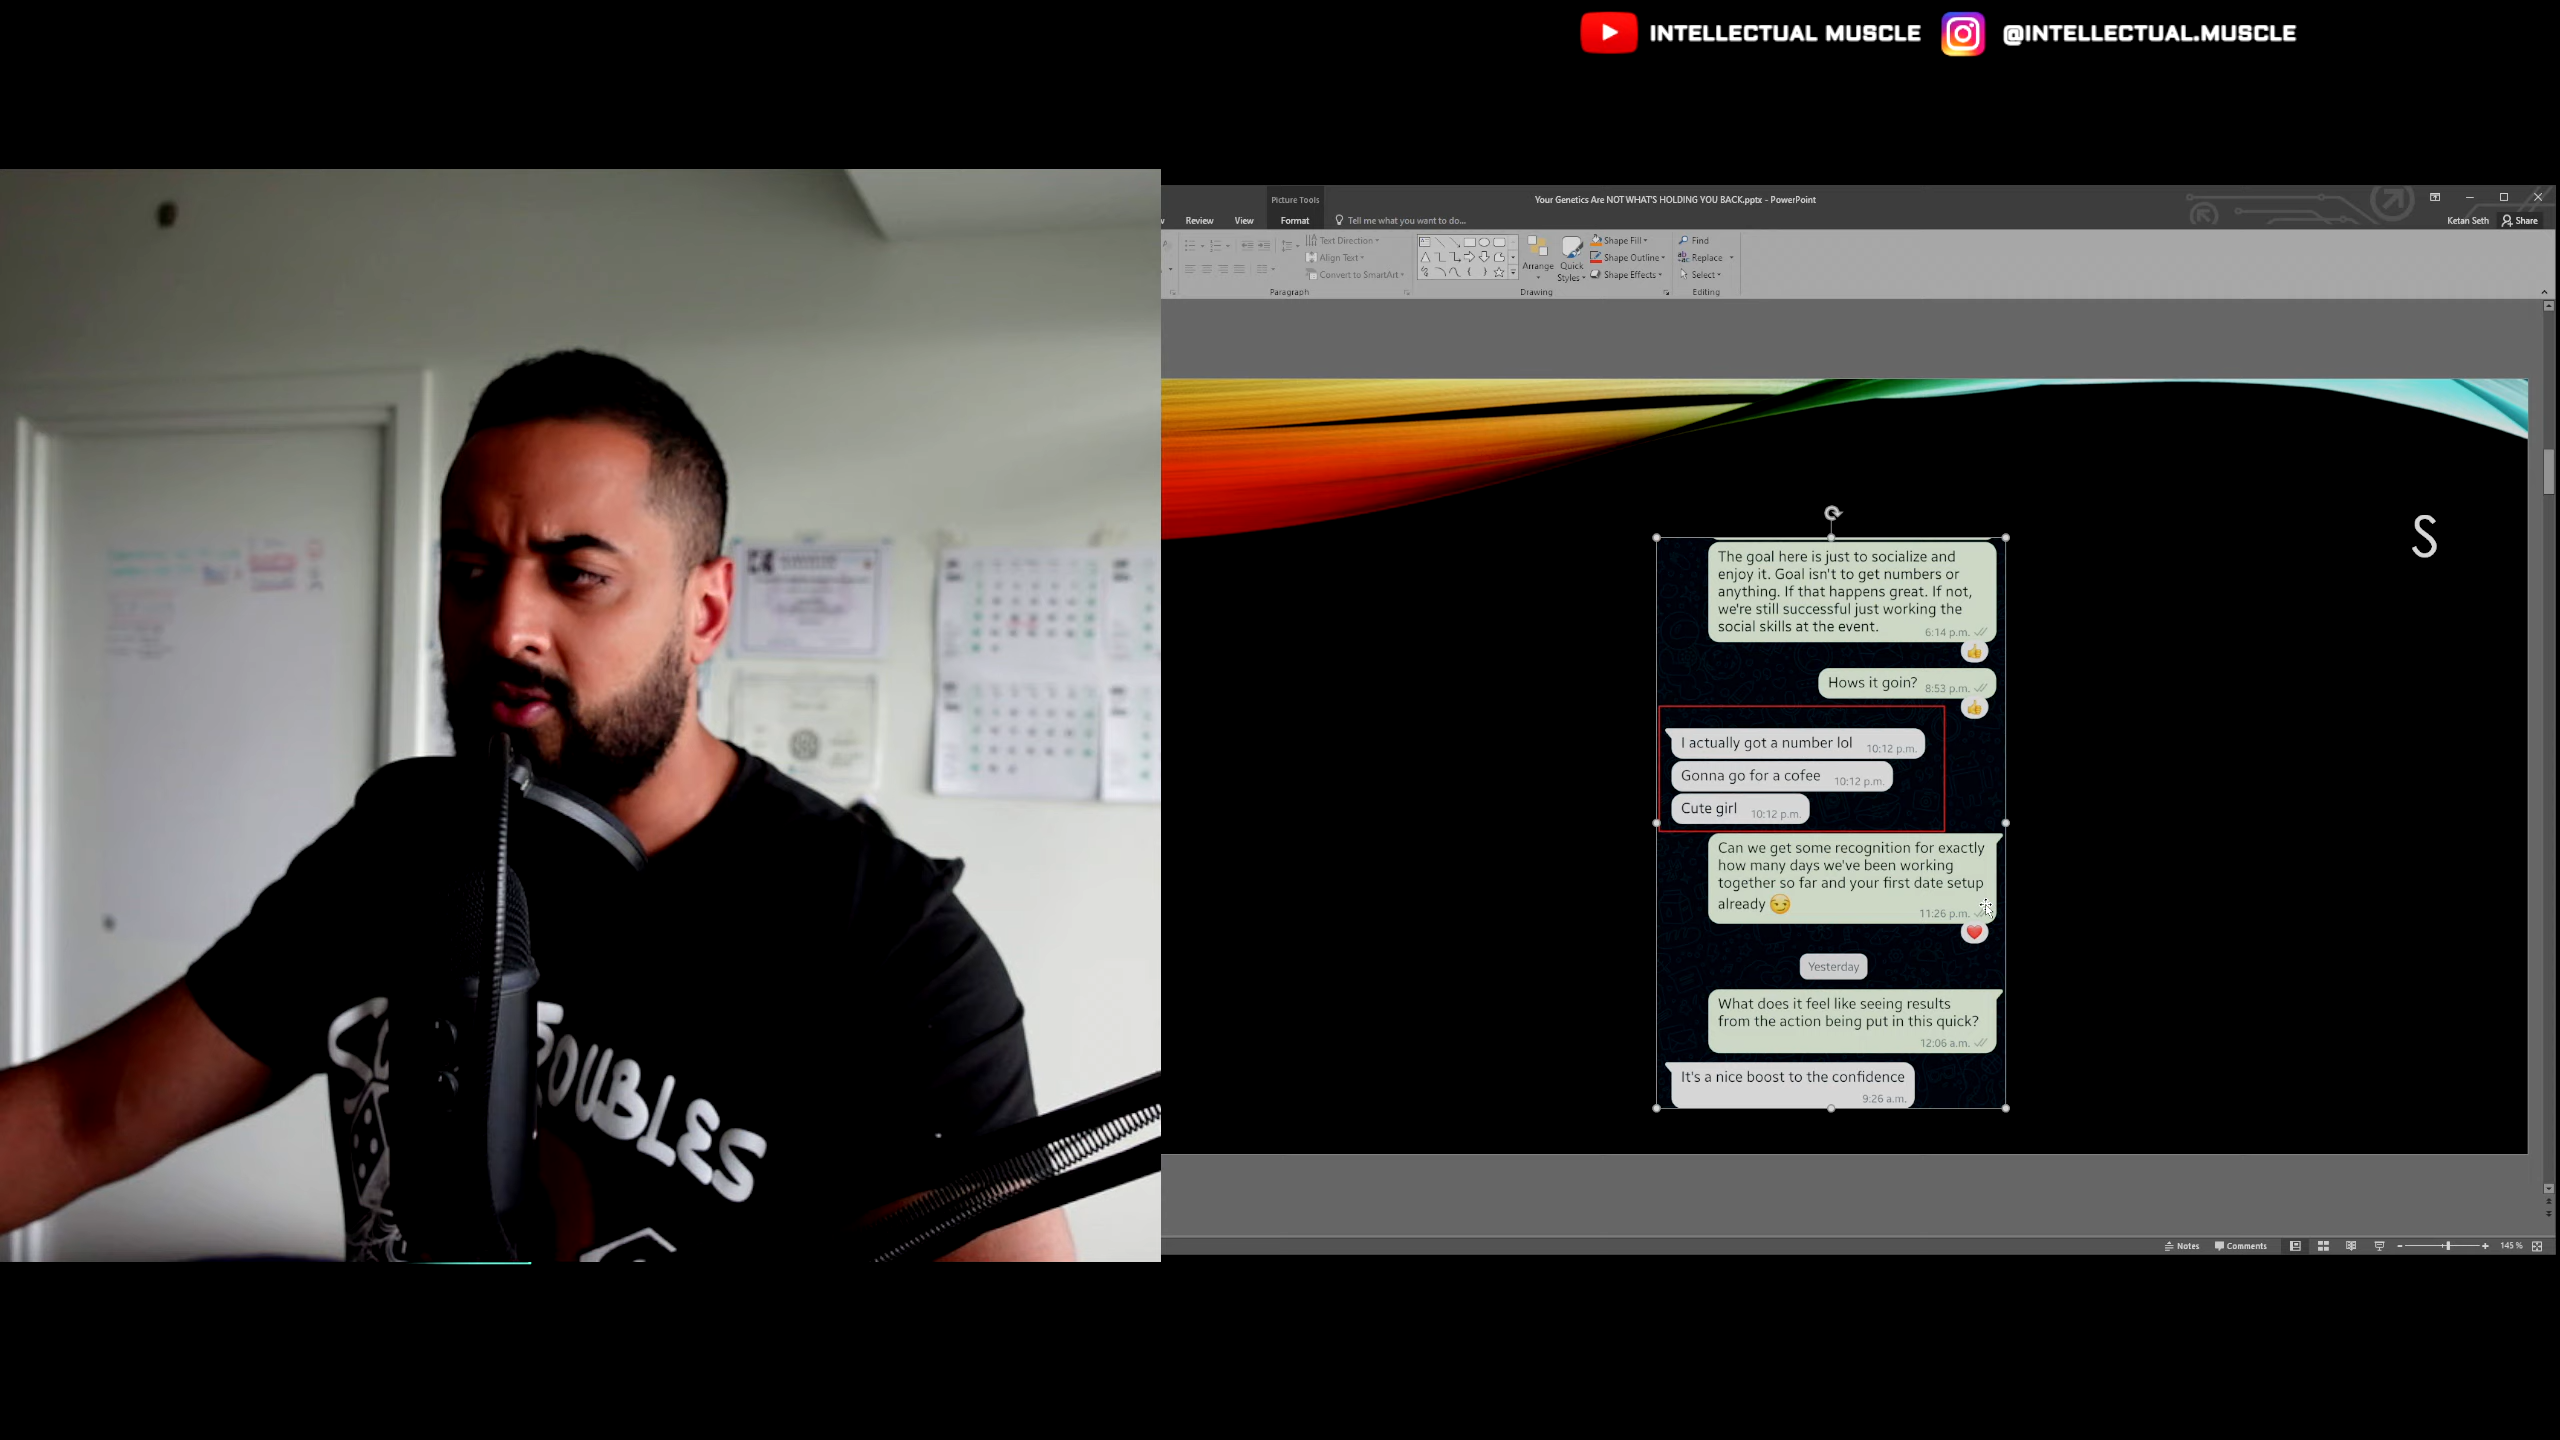 INTELLECTUAL MUSCLE @INTELLECTUAL.MUSCLE
Picture Tools
Your Genetics Are NOT WHAT'S HOLDING YOU BACK.pptx - PowerPoint
Review View Format Tell me what you want to do...
Ketan Seth Share
Text Direction
Align Text
Convert to SmartArt
Paragraph
Arrange
Quick Styles
Shape Fill
Shape Outline
Shape Effects
Drawing
Find
Replace
Select
Editing
S
The goal here is just to socialize and
enjoy it. Goal isn't to get numbers or
anything. If that happens great. If not,
we're still successful just working the
social skills at the event. 6:14 p.m.
Hows it goin? 8:53 p.m.
I actually got a number lol 10:12 p.m.
Gonna go for a cofee 10:12 p.m.
Cute girl 10:12 p.m.
Can we get some recognition for exactly
how many days we've been working
together so far and your first date setup
already 😏
11:26 p.m.
Yesterday
What does it feel like seeing results
from the action being put in this quick?
12:06 a.m.
It's a nice boost to the confidence
9:26 a.m.
Notes Comments 145 %
OUBLES